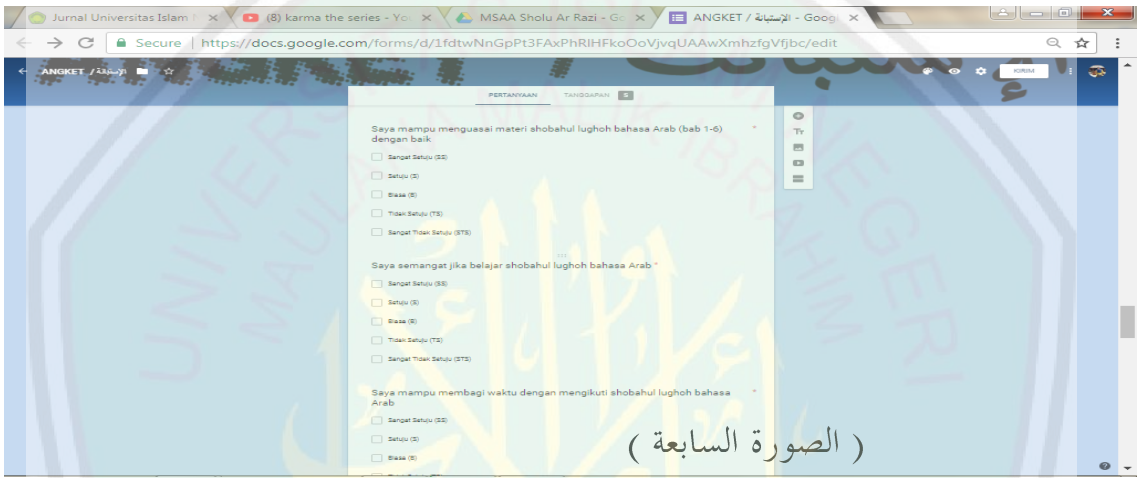 Jurnal Universitas Islam
(8) karma the series - Yo
MSAA Sholu Ar Razi - Go
ANGKET / الإستبانة - Goog
Secure | https://docs.google.com/forms/d/1fdtwNnGpPt3FAxPhRlHFkoOoVjvqUAAwXmhzfgVfjbc/edit
ANGKET / الإستبانة
KIRIM
PERTANYAAN TANGGAPAN 5
Saya mampu menguasai materi shobahul lughoh bahasa Arab (bab 1-6) *
dengan baik
Sangat Setuju (SS)
Setuju (S)
Biasa (B)
Tidak Setuju (TS)
Sangat Tidak Setuju (STS)
Saya semangat jika belajar shobahul lughoh bahasa Arab *
Sangat Setuju (SS)
Setuju (S)
Biasa (B)
Tidak Setuju (TS)
Sangat Tidak Setuju (STS)
Saya mampu membagi waktu dengan mengikuti shobahul lughoh bahasa *
Arab
Sangat Setuju (SS)
Setuju (S)
Biasa (B)
( الصورة السابعة )